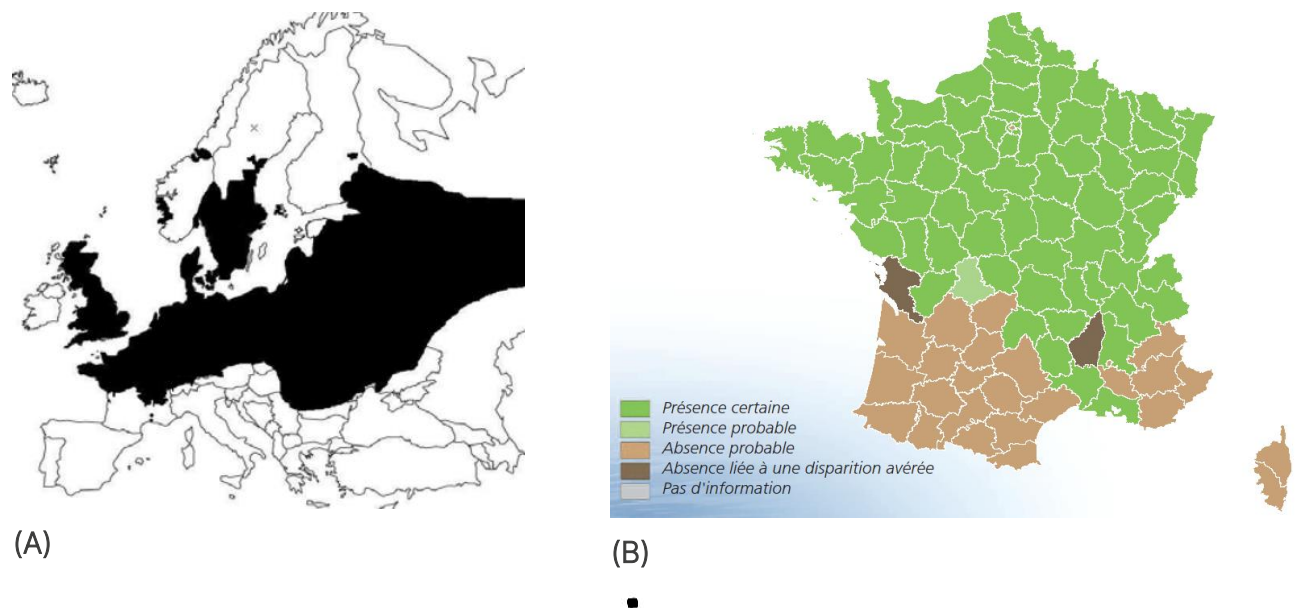 Présence certaine
Présence probable
Absence probable
Absence liée à une disparition avérée
Pas d'information
(A)
(B)